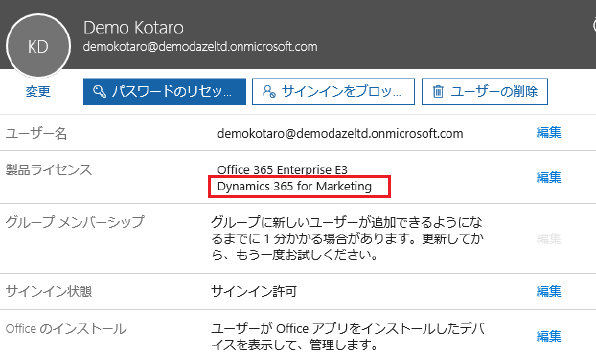 Demo Kotaro
KD
demokotaro@demodazeltd.onmicrosoft.com
変更
パスワードのリセッ...
サインインをブロッ...
ユーザーの削除
ユーザー名
demokotaro@demodazeltd.onmicrosoft.com
編集
製品ライセンス
Office 365 Enterprise E3
Dynamics 365 for Marketing
編集
グループ メンバーシップ
グループに新しいユーザーが追加できるようにな
るまでに 1 分かかる場合があります。更新してか
ら、もう一度お試しください。
編集
サインイン状態
サインイン許可
編集
Office のインストール
ユーザーが Office アプリをインストールしたデバ
イスを表示して、管理します。
編集